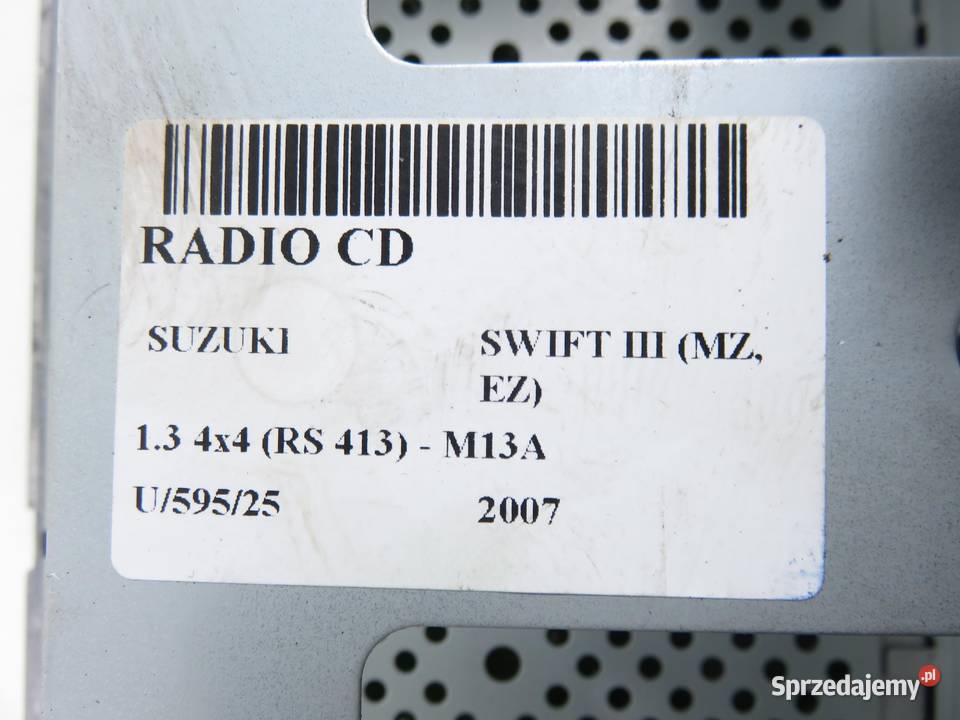 RADIO CD
SUZUKI SWIFT III (MZ,
EZ)
1.3 4x4 (RS 413) - M13A
U/595/25 2007
Sprzedajemy.pl